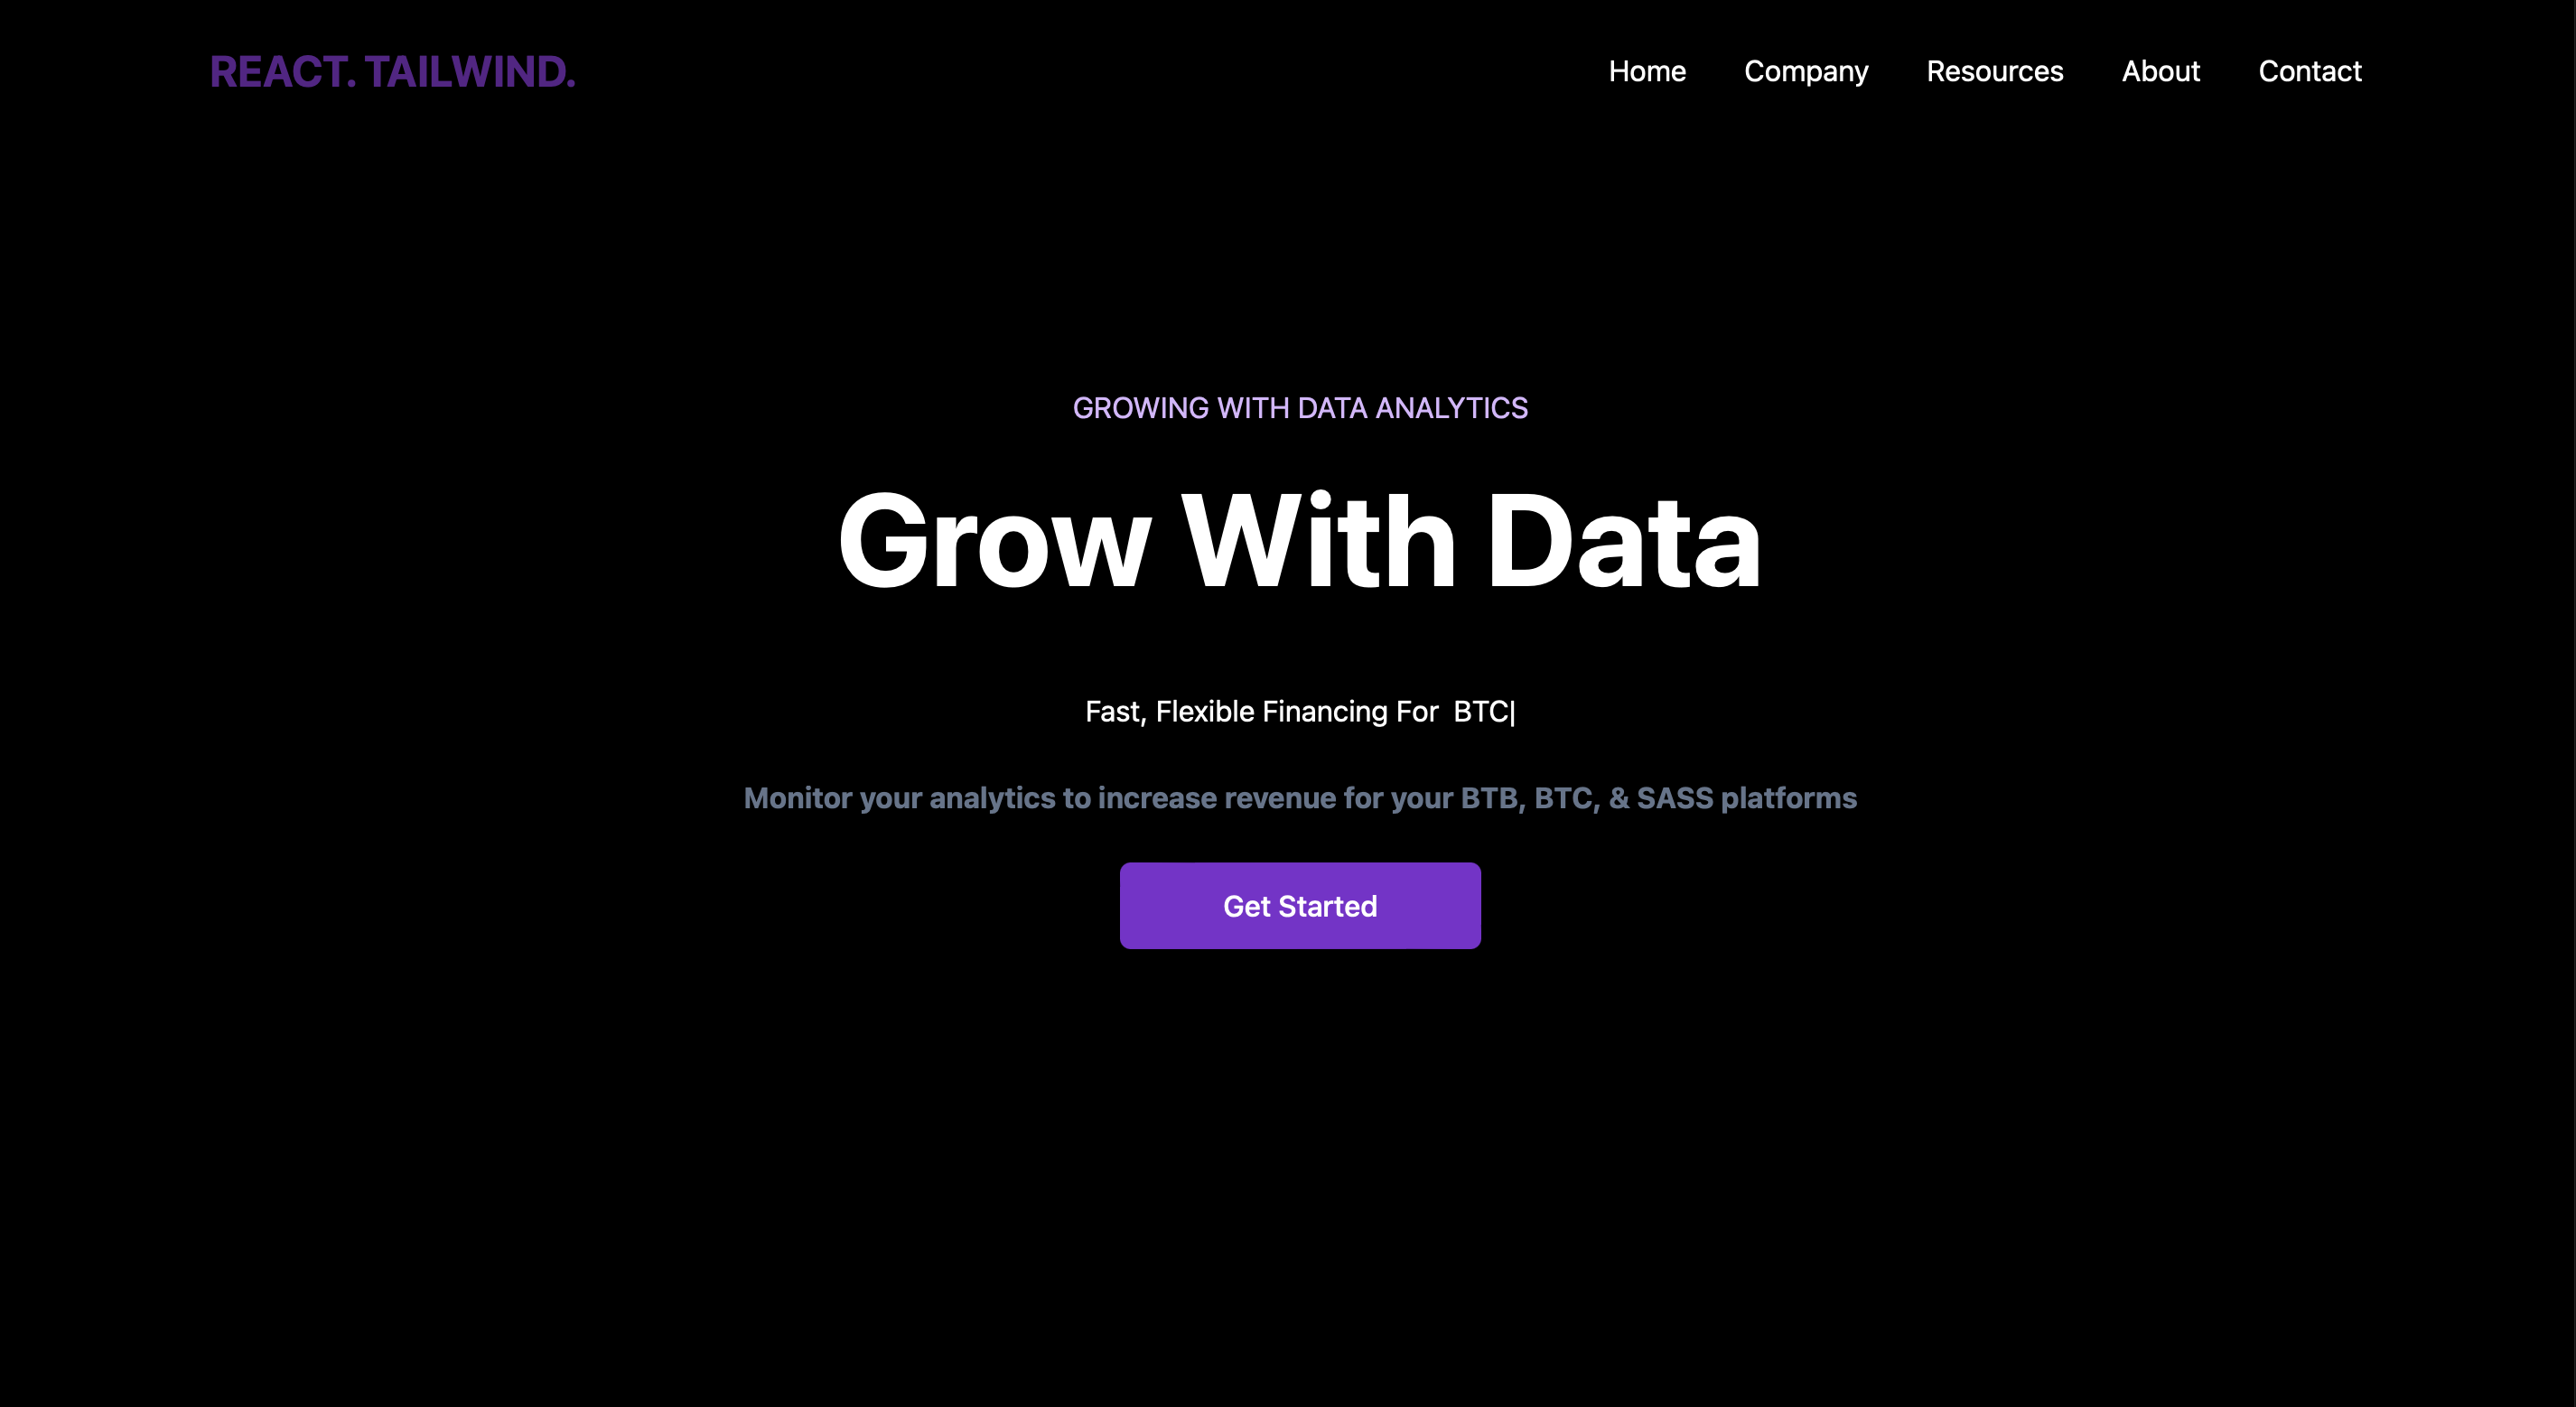 REACT. TAILWIND.
Home Company Resources About Contact
GROWING WITH DATA ANALYTICS
Grow With Data
Fast, Flexible Financing For BTC|
Monitor your analytics to increase revenue for your BTB, BTC, & SASS platforms
Get Started